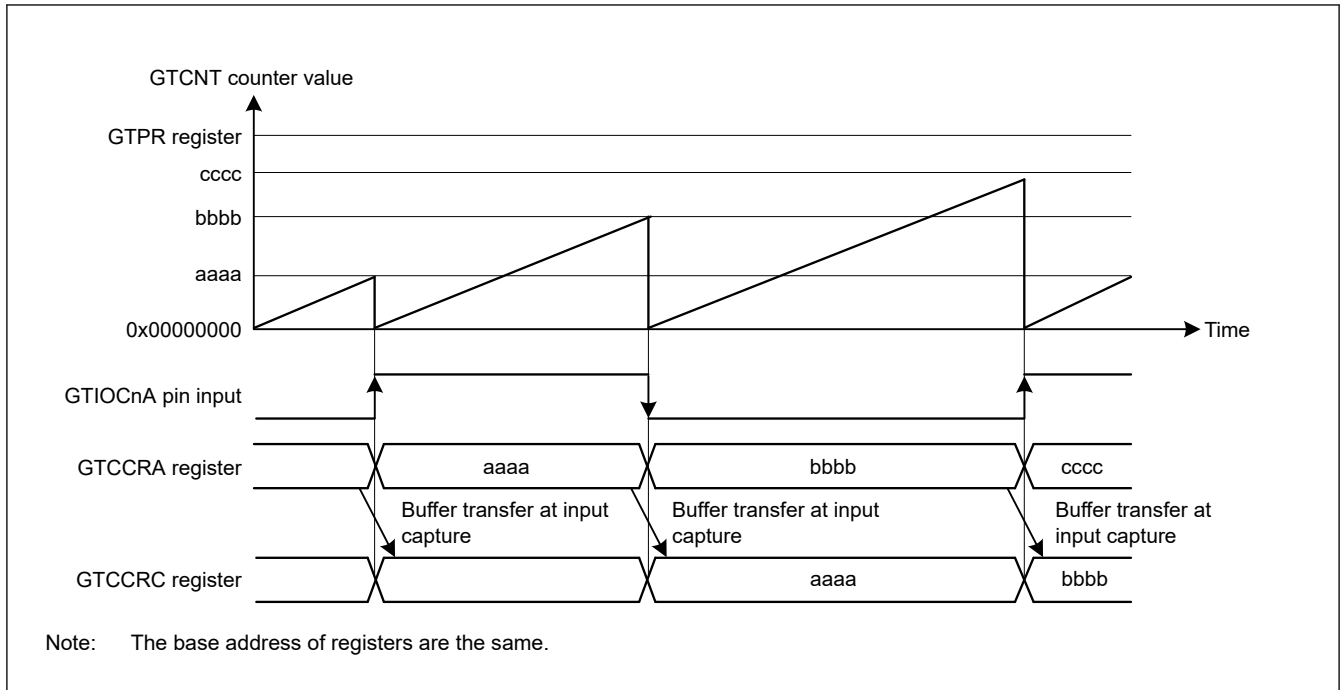 GTCNT counter value
GTPR register
cccc
bbbb
aaaa
0x00000000
Time
GTIOCnA pin input
GTCCRA register
aaaa
bbbb
cccc
Buffer transfer at input
capture
Buffer transfer at input
capture
Buffer transfer at
input capture
GTCCRC register
aaaa
bbbb
Note: The base address of registers are the same.